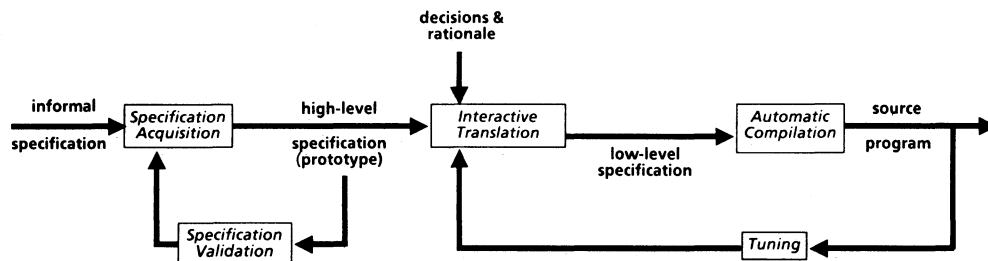 decisions &
rationale
informal
specification
Specification
Acquisition
high-level
specification
(prototype)
Interactive
Translation
low-level
specification
Automatic
Compilation
source
program
Specification
Validation
Tuning